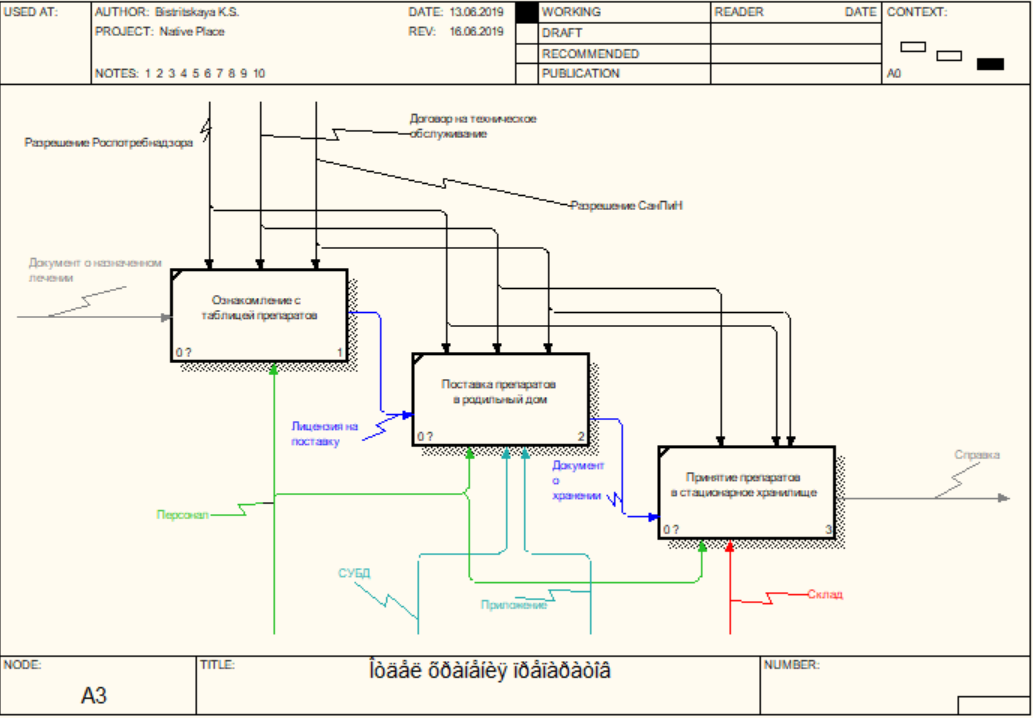 USED AT:
AUTHOR: Bistritskaya K.S.
DATE: 13.06.2019
WORKING
READER
DATE
CONTEXT:
PROJECT: Native Place
REV: 16.06.2019
DRAFT
RECOMMENDED
NOTES: 1 2 3 4 5 6 7 8 9 10
PUBLICATION
A0
Договор на техническое
обслуживание
Разрешение Роспотребнадзора
Разрешение СанПиН
Документ о назначенном
лечении
Ознакомление с
таблицей препаратов
0 ?
1
Поставка препаратов
в родильный дом
0 ?
2
Лицензия на
поставку
Документ
о
хранении
Справка
Принятие препаратов
в стационарное хранилище
0 ?
3
Персонал
СУБД
Приложение
Склад
NODE:
TITLE:
NUMBER:
A3
Îòäåë õðàíåíèÿ ïðåïàðàòîâ